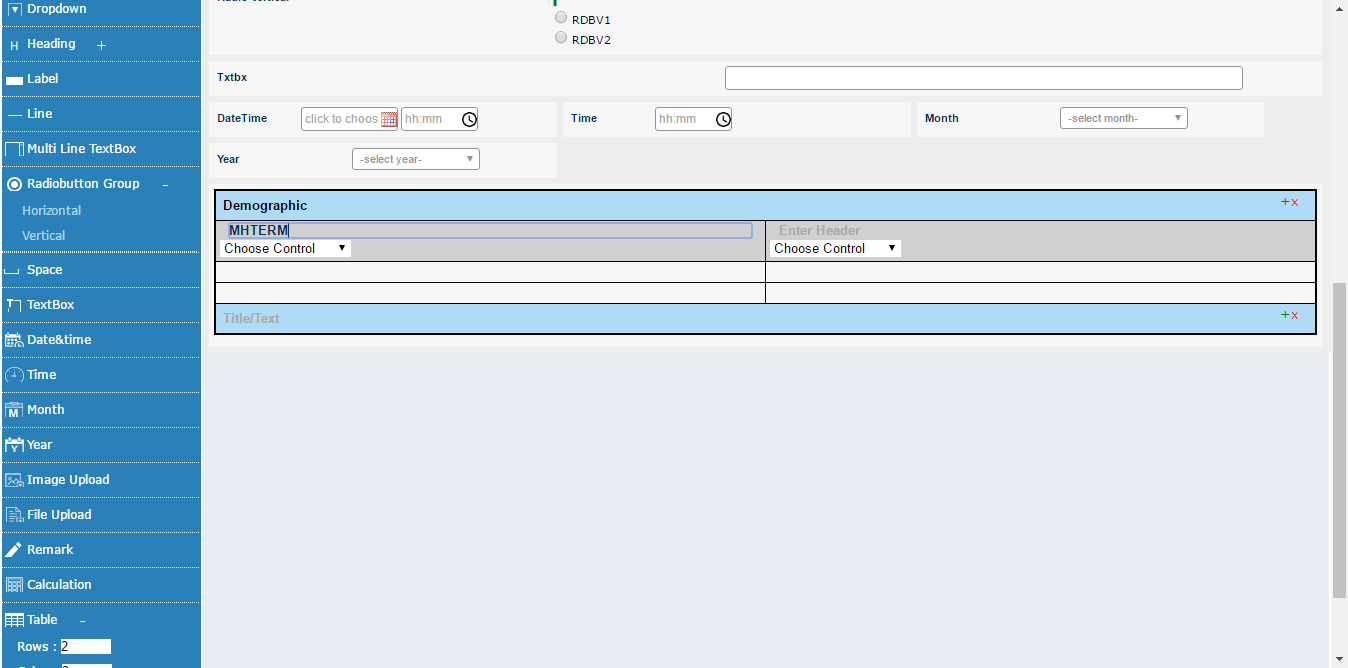 Dropdown
Heading +
Label
Line
Multi Line TextBox
Radiobutton Group -
Horizontal
Vertical
Space
TextBox
Date&time
Time
Month
Year
Image Upload
File Upload
Remark
Calculation
Table -
Rows : 2
RDBV1
RDBV2
Txtbx
DateTime click to choos hh:mm Time hh:mm Month -select month-
Year -select year-
Demographic +x
MHTERM Enter Header
Choose Control Choose Control
Title/Text +x